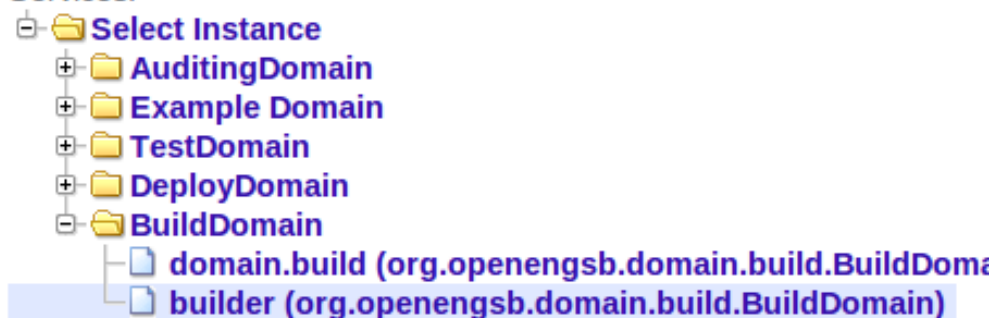 Select Instance
AuditingDomain
Example Domain
TestDomain
DeployDomain
BuildDomain
domain.build (org.openengsb.domain.build.BuildDoma
builder (org.openengsb.domain.build.BuildDomain)